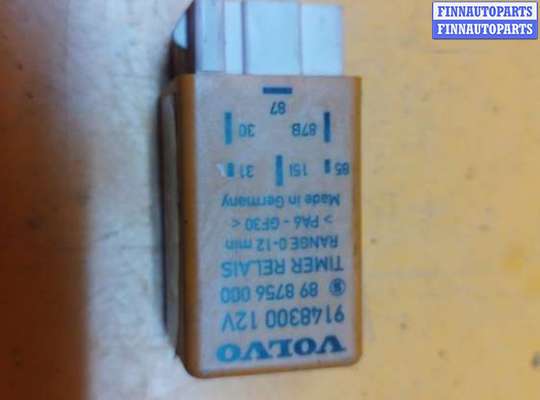 FINNAUTOPARTS
FINNAUTOPARTS
VOLVO
9148300 12V
89 8756 000
TIMER RELAIS
RANGE 0-12 min
> PA6 - GF30 <
Made in Germany
85 15I 31
87B 30
87